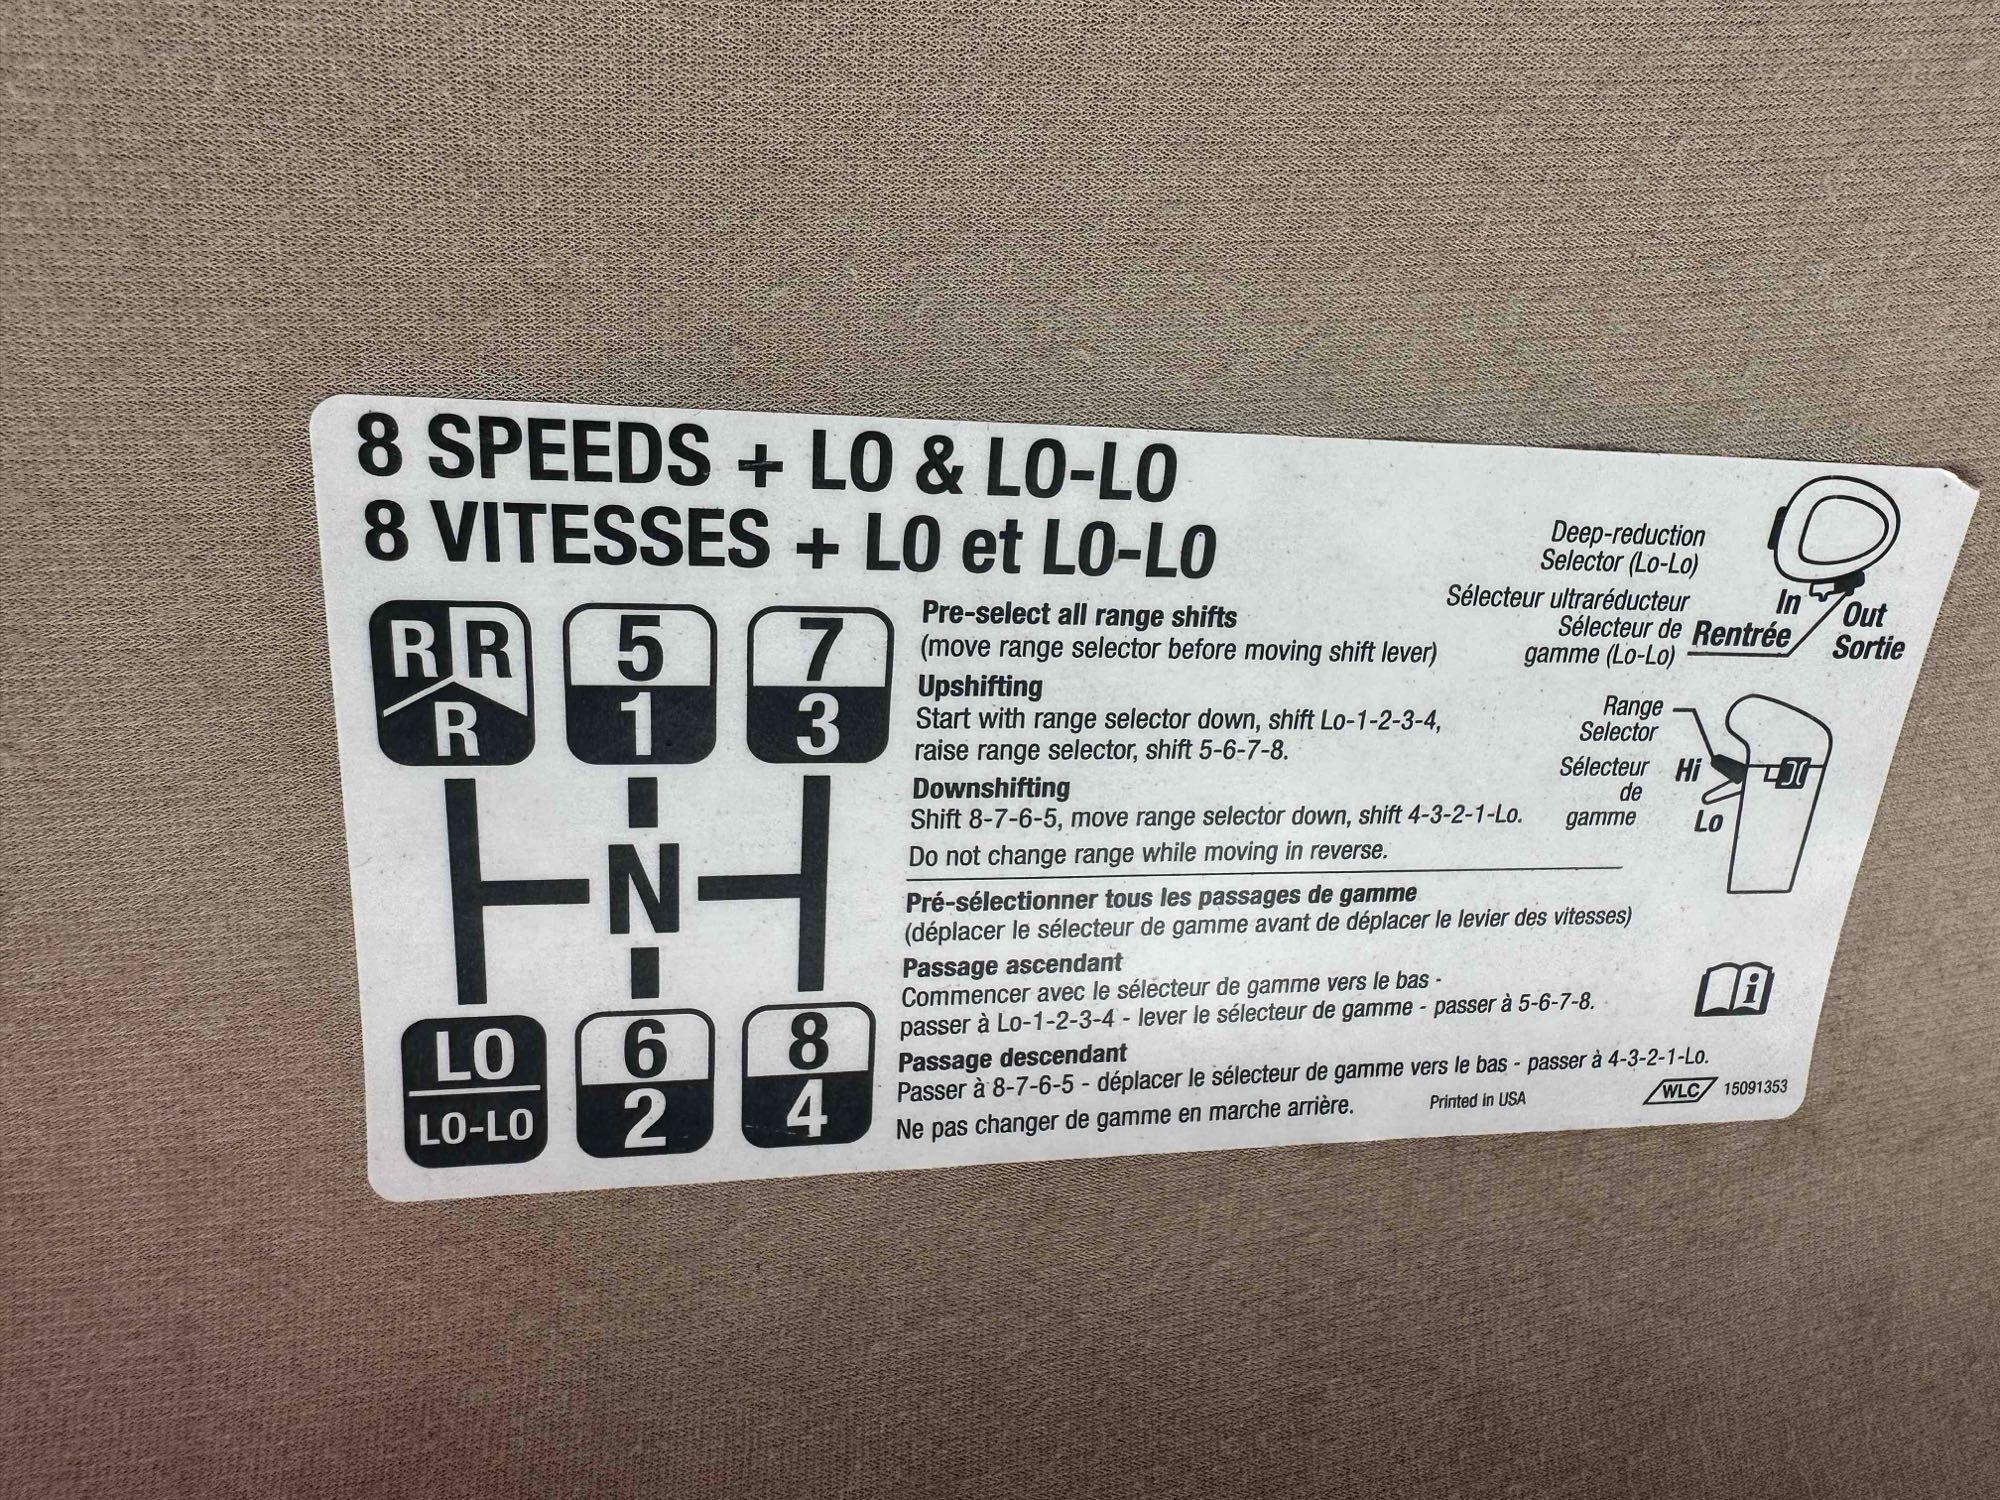 8 SPEEDS + LO & LO-LO
8 VITESSES + LO et LO-LO
R R
R
5
1
7
3
N
LO
LO-LO
6
2
8
4
Pre-select all range shifts
(move range selector before moving shift lever)
Upshifting
Start with range selector down, shift Lo-1-2-3-4,
raise range selector, shift 5-6-7-8.
Downshifting
Shift 8-7-6-5, move range selector down, shift 4-3-2-1-Lo.
Do not change range while moving in reverse.
Pré-sélectionner tous les passages de gamme
(déplacer le sélecteur de gamme avant de déplacer le levier des vitesses)
Passage ascendant
Commencer avec le sélecteur de gamme vers le bas -
passer à Lo-1-2-3-4 - lever le sélecteur de gamme - passer à 5-6-7-8.
Passage descendant
Passer à 8-7-6-5 - déplacer le sélecteur de gamme vers le bas - passer à 4-3-2-1-Lo.
Ne pas changer de gamme en marche arrière.
Printed in USA
WLC 15091353
Deep-reduction
Selector (Lo-Lo)
Sélecteur ultraréducteur
Sélecteur de
gamme (Lo-Lo)
In
Rentrée
Out
Sortie
Range
Selector
Sélecteur
de
gamme
Hi
Lo
i